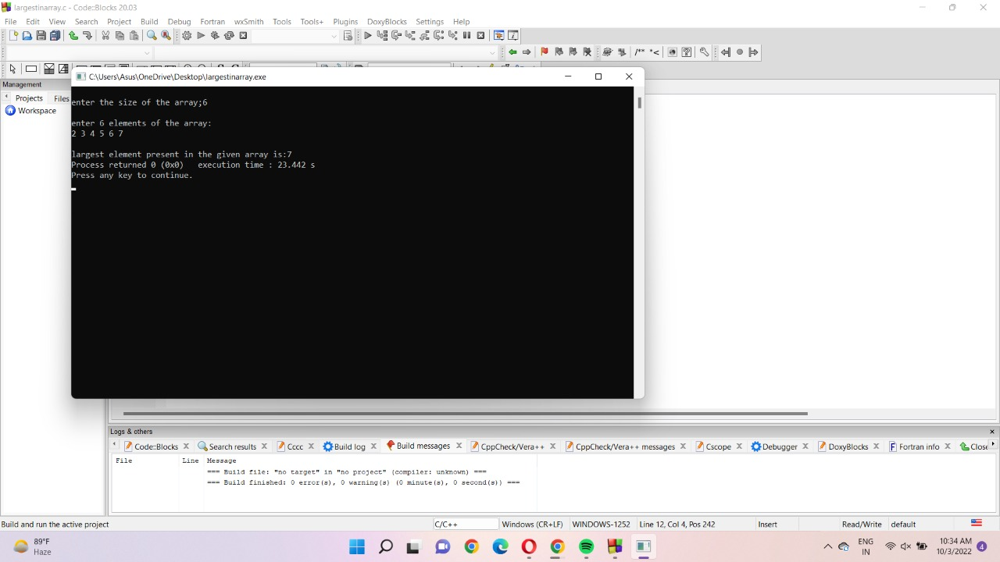 largestinarray.c - Code::Blocks 20.03
File Edit View Search Project Build Debug Fortran wxSmith Tools Tools+ Plugins DoxyBlocks Settings Help
/** *<
Management
C:\Users\Asus\OneDrive\Desktop\largestinarray.exe
Projects Files
Workspace
enter the size of the array;6
enter 6 elements of the array:
2 3 4 5 6 7
largest element present in the given array is:7
Process returned 0 (0x0) execution time : 23.442 s
Press any key to continue.
Logs & others
Code::Blocks Search results Cccc Build log Build messages CppCheck/Vera++ CppCheck/Vera++ messages Cscope Debugger DoxyBlocks Fortran info Close
File Line Message
=== Build file: "no target" in "no project" (compiler: unknown) ===
=== Build finished: 0 error(s), 0 warning(s) (0 minute(s), 0 second(s)) ===
Build and run the active project C/C++ Windows (CR+LF) WINDOWS-1252 Line 12, Col 4, Pos 242 Insert Read/Write default
89°F
Haze
ENG
IN
10:34 AM
10/3/2022
4